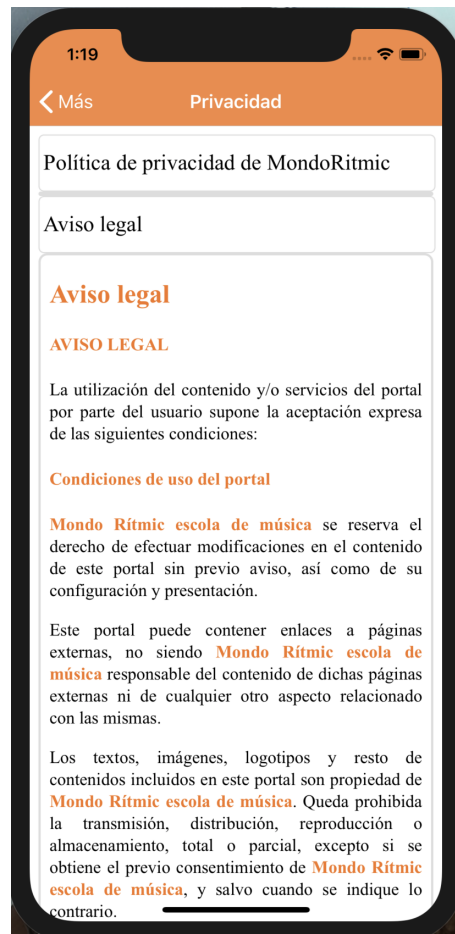 1:19
Más
Privacidad
Política de privacidad de MondoRitmic
Aviso legal
Aviso legal
AVISO LEGAL
La utilización del contenido y/o servicios del portal
por parte del usuario supone la aceptación expresa
de las siguientes condiciones:
Condiciones de uso del portal
Mondo Rítmic escola de música se reserva el
derecho de efectuar modificaciones en el contenido
de este portal sin previo aviso, así como de su
configuración y presentación.
Este portal puede contener enlaces a páginas
externas, no siendo Mondo Rítmic escola de
música responsable del contenido de dichas páginas
externas ni de cualquier otro aspecto relacionado
con las mismas.
Los textos, imágenes, logotipos y resto de
contenidos incluidos en este portal son propiedad de
Mondo Rítmic escola de música. Queda prohibida
la transmisión, distribución, reproducción o
almacenamiento, total o parcial, excepto si se
obtiene el previo consentimiento de Mondo Rítmic
escola de música, y salvo cuando se indique lo
contrario.